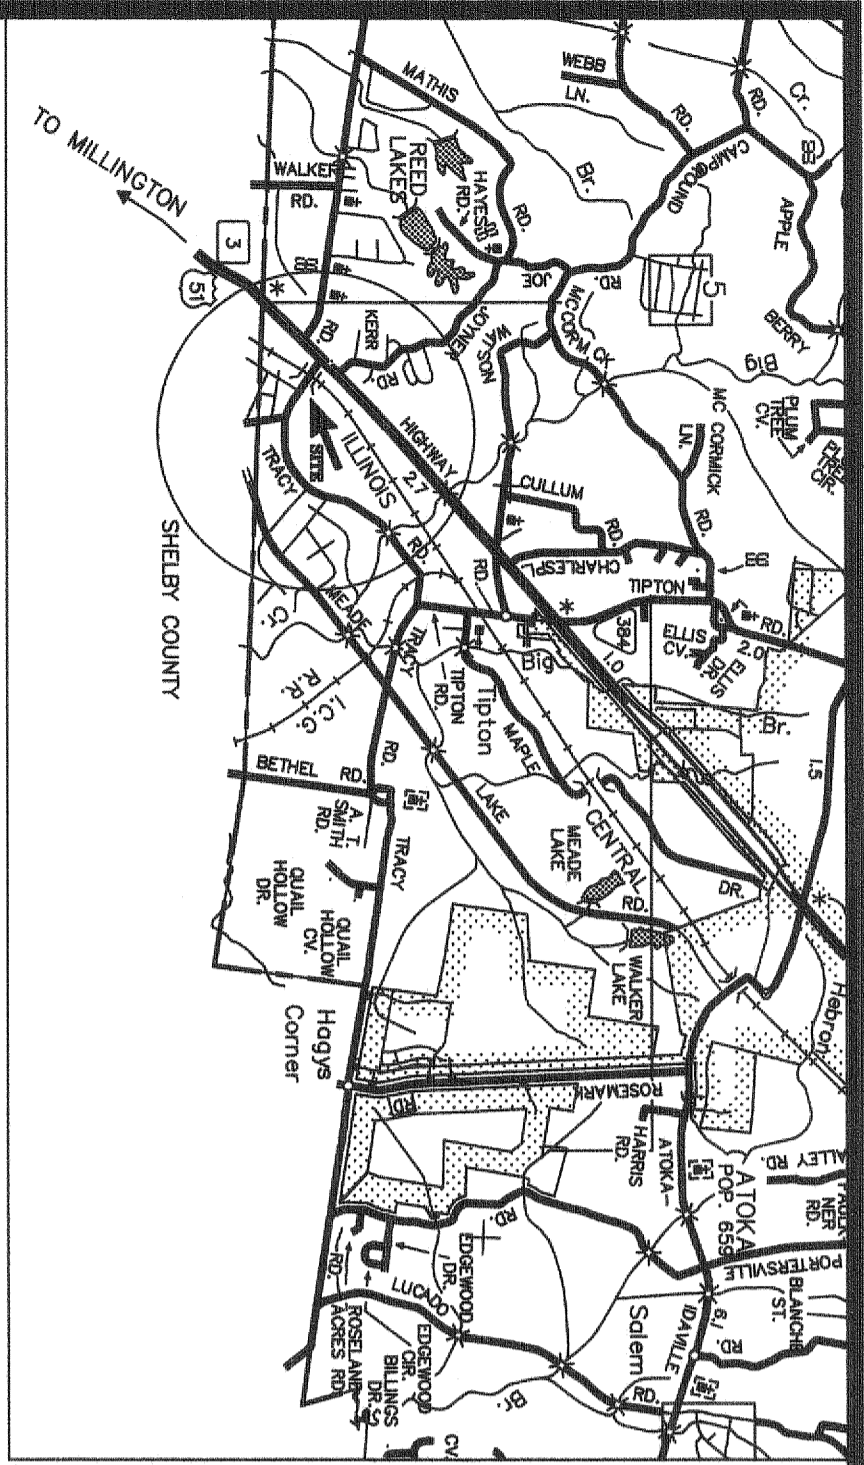 WEBB
LN.
RD.
RD.
Cr.
MATHIS
RD.
CAMPGROUND
RD.
APPLE
BERRY
Br.
TO MILLINGTON
WALKER
RD.
REED
LAKES
HAYES
RD.
JOE
5
3
51
KERR
RD.
RD.
JOYNER
WATSON
MC CORMICK
Big
PLUM
TREE
CV.
CIR.
MC CORMICK
LN.
RD.
HIGHWAY
2.7
ILLINOIS
SITE
TRACY
RD.
CULLUM
RD.
CHARLES PL
TIPTON
RD.
2.0
ELLIS
CV.
ELLIS
DR.
384
1.0
RD.
SHELBY COUNTY
MEADE
Cr.
I.C.G.
R.R.
TRACY
RD.
TIPTON
RD.
Tipton
Big
MAPLE
Br.
1.5
BETHEL RD.
A. T.
SMITH
RD.
TRACY
LAKE
RD.
MEADE
LAKE
CENTRAL
DR.
QUAIL
HOLLOW
DR.
QUAIL
HOLLOW
CV.
WALKER
LAKE
Hebron
Hagys
Corner
ROSEMARK
RD.
HARRIS
RD.
ATOKA-
ATOKA
POP. 659
RD.
PORTERSVILLE
BLANCHE
ST.
EDGEWOOD
DR.
LUCADO
RD.
ROSELAND
ACRES RD.
EDGEWOOD
CIR.
BILLINGS
DR.
Salem
IDAVILLE
RD.
RD.
Br.
CV.